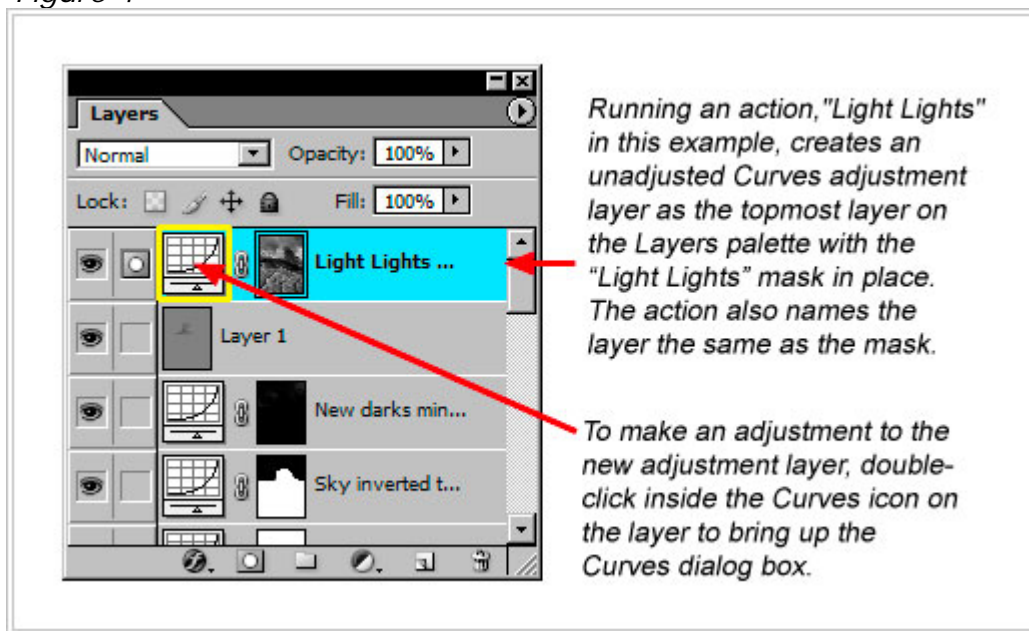 Layers
Normal
Opacity: 100%
Lock:
Fill: 100%
Light Lights ...
Layer 1
New darks min...
Sky inverted t...
Running an action,"Light Lights"
in this example, creates an
unadjusted Curves adjustment
layer as the topmost layer on
the Layers palette with the
“Light Lights” mask in place.
The action also names the
layer the same as the mask.
To make an adjustment to the
new adjustment layer, double-
click inside the Curves icon on
the layer to bring up the
Curves dialog box.